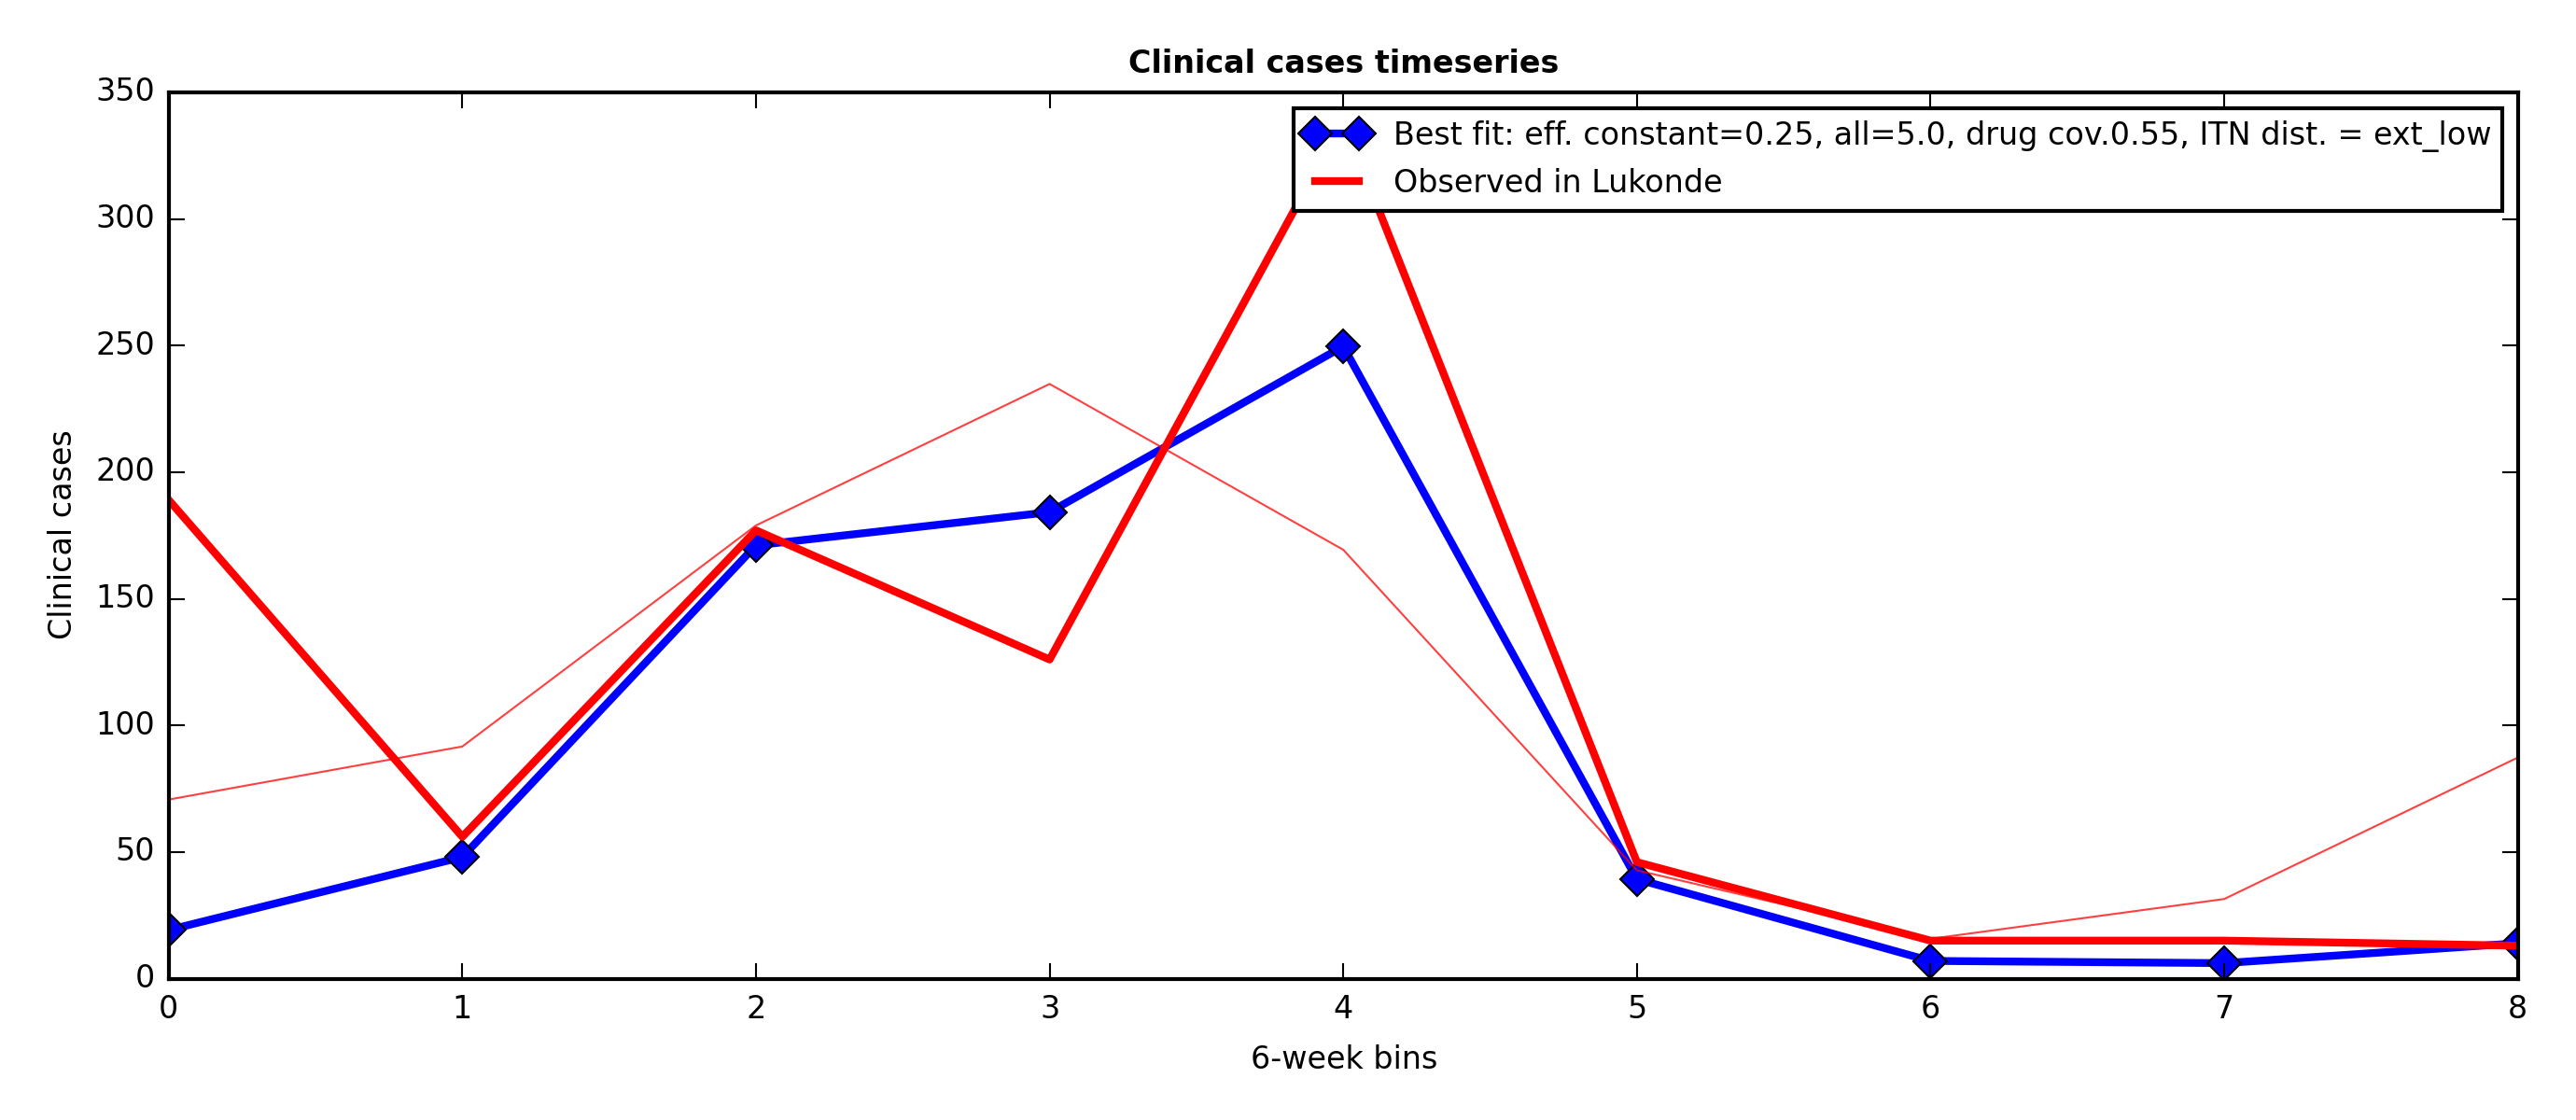 Clinical cases timeseries
350
300
250
200
150
100
50
0
Clinical cases
Best fit: eff. constant=0.25, all=5.0, drug cov.0.55, ITN dist. = ext_low
Observed in Lukonde
0 1 2 3 4 5 6 7 8
6-week bins